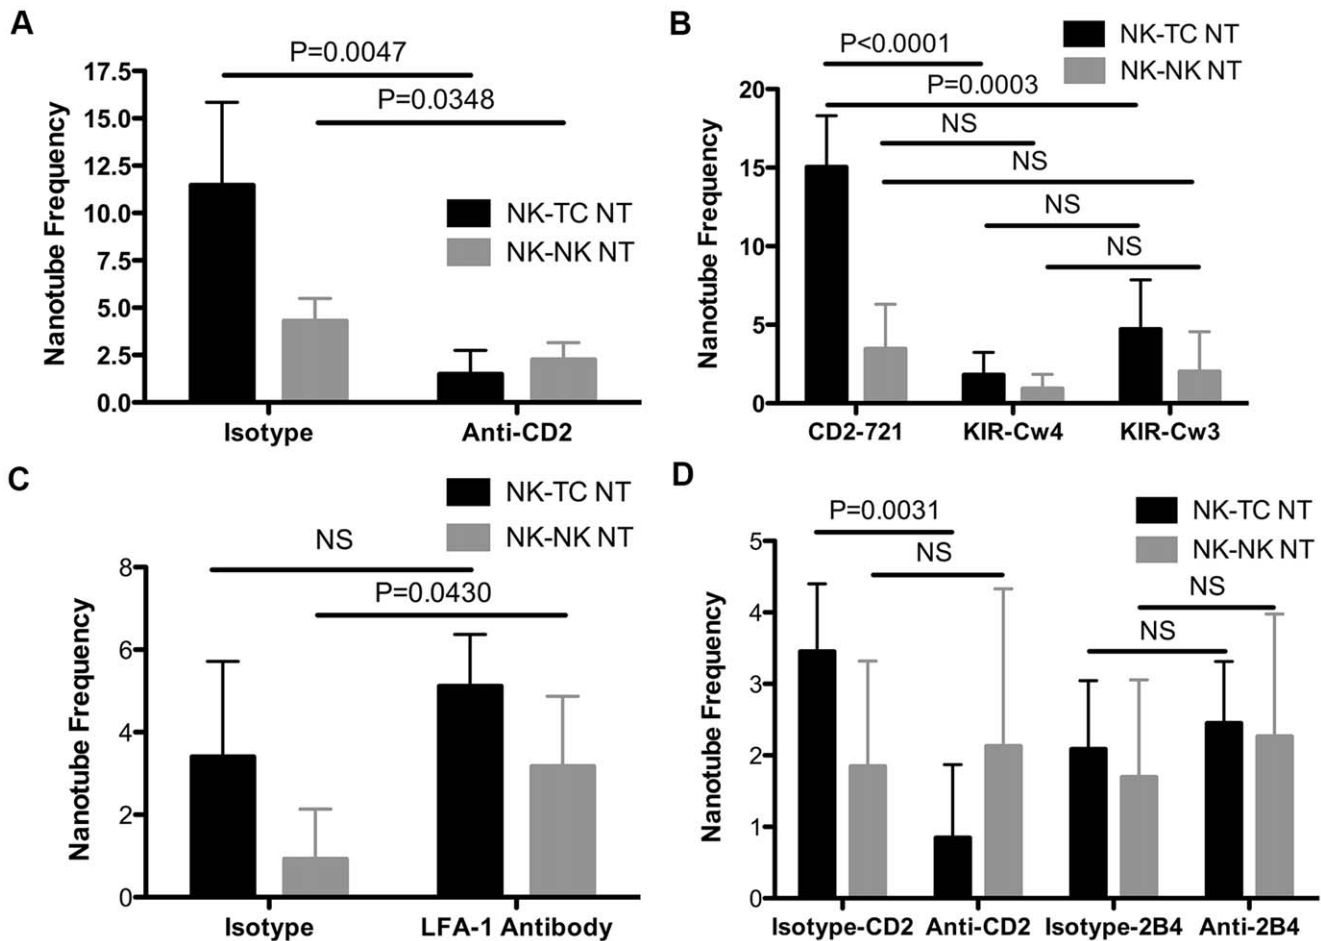 A
P=0.0047
P=0.0348
17.5
15.0
12.5
10.0
7.5
5.0
2.5
0.0
Nanotube Frequency
NK-TC NT
NK-NK NT
Isotype
Anti-CD2
B
NK-TC NT
NK-NK NT
P<0.0001
P=0.0003
NS
NS
NS
NS
20
15
10
5
0
Nanotube Frequency
CD2-721
KIR-Cw4
KIR-Cw3
C
NK-TC NT
NK-NK NT
NS
P=0.0430
8
6
4
2
0
Nanotube Frequency
Isotype
LFA-1 Antibody
D
NK-TC NT
NK-NK NT
P=0.0031
NS
NS
NS
5
4
3
2
1
0
Nanotube Frequency
Isotype-CD2
Anti-CD2
Isotype-2B4
Anti-2B4